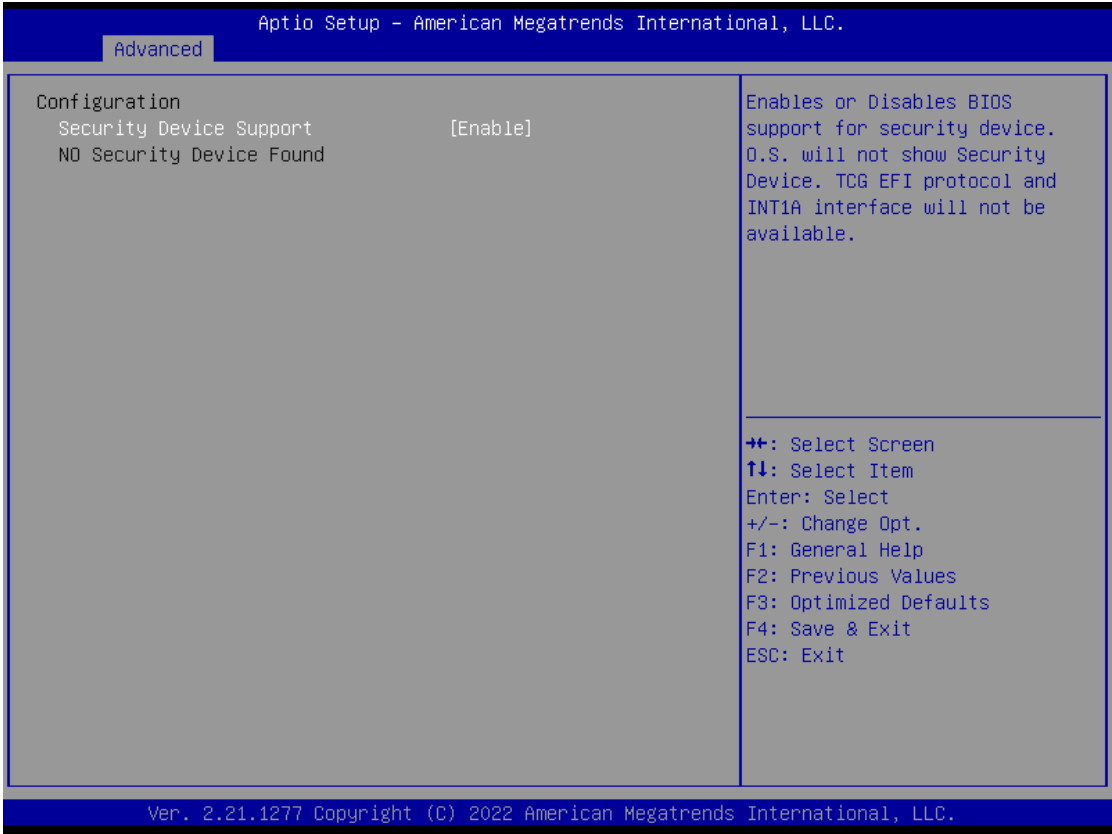 Aptio Setup – American Megatrends International, LLC.
Advanced
Configuration
Security Device Support [Enable]
NO Security Device Found
Enables or Disables BIOS
support for security device.
O.S. will not show Security
Device. TCG EFI protocol and
INT1A interface will not be
available.
→←: Select Screen
↑↓: Select Item
Enter: Select
+/-: Change Opt.
F1: General Help
F2: Previous Values
F3: Optimized Defaults
F4: Save & Exit
ESC: Exit
Ver. 2.21.1277 Copyright (C) 2022 American Megatrends International, LLC.